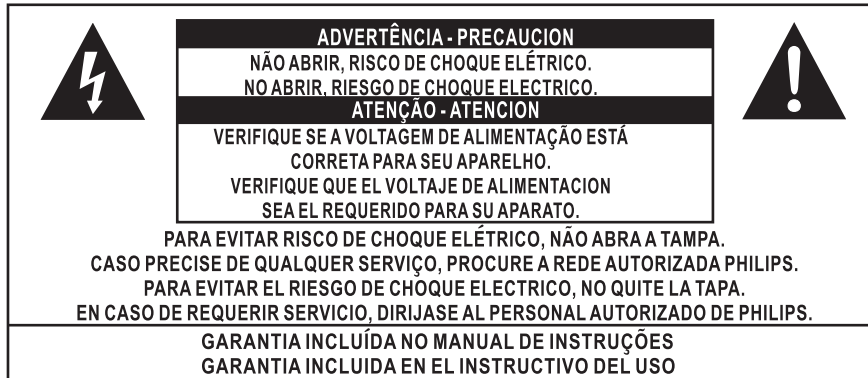 ADVERTÊNCIA - PRECAUCION
NÃO ABRIR, RISCO DE CHOQUE ELÉTRICO.
NO ABRIR, RIESGO DE CHOQUE ELECTRICO.
ATENÇÃO - ATENCION
VERIFIQUE SE A VOLTAGEM DE ALIMENTAÇÃO ESTÁ
CORRETA PARA SEU APARELHO.
VERIFIQUE QUE EL VOLTAJE DE ALIMENTACION
SEA EL REQUERIDO PARA SU APARATO.
PARA EVITAR RISCO DE CHOQUE ELÉTRICO, NÃO ABRA A TAMPA.
CASO PRECISE DE QUALQUER SERVIÇO, PROCURE A REDE AUTORIZADA PHILIPS.
PARA EVITAR EL RIESGO DE CHOQUE ELECTRICO, NO QUITE LA TAPA.
EN CASO DE REQUERIR SERVICIO, DIRIJASE AL PERSONAL AUTORIZADO DE PHILIPS.
GARANTIA INCLUÍDA NO MANUAL DE INSTRUÇÕES
GARANTIA INCLUIDA EN EL INSTRUCTIVO DEL USO